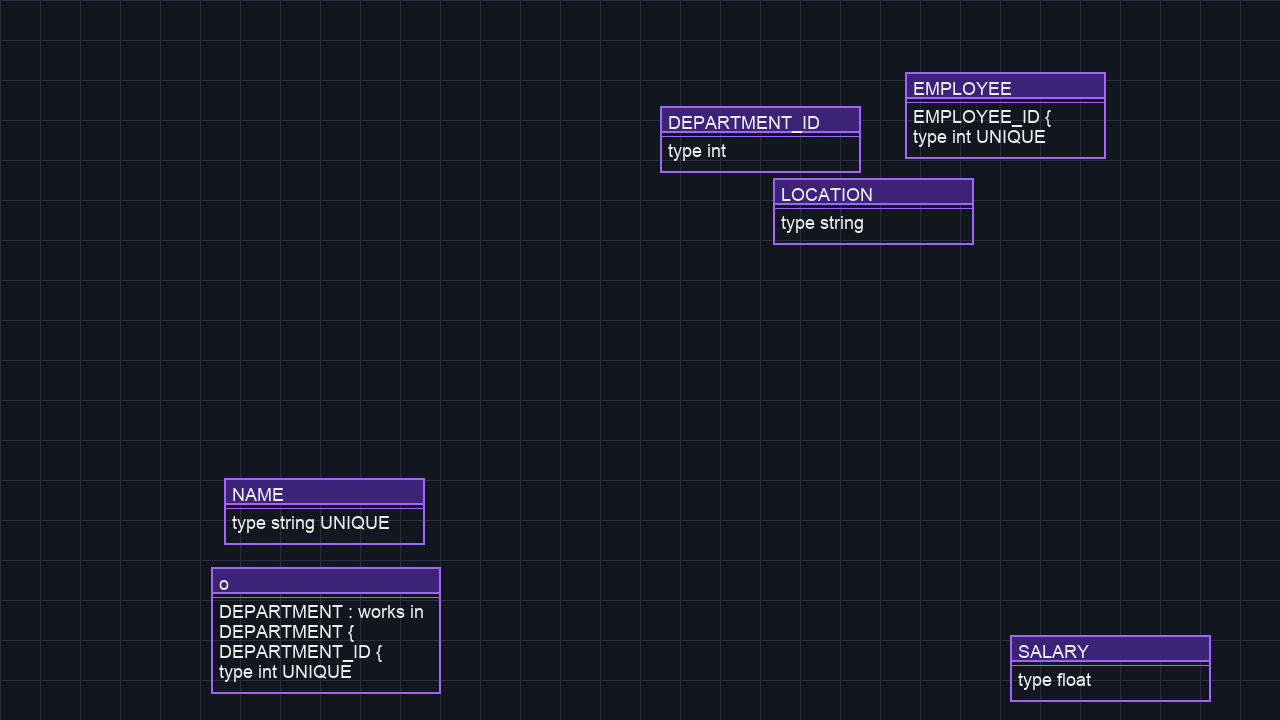 EMPLOYEE
EMPLOYEE_ID {
type int UNIQUE
DEPARTMENT_ID
type int
LOCATION
type string
NAME
type string UNIQUE
o
DEPARTMENT : works in
DEPARTMENT {
DEPARTMENT_ID {
type int UNIQUE
SALARY
type float